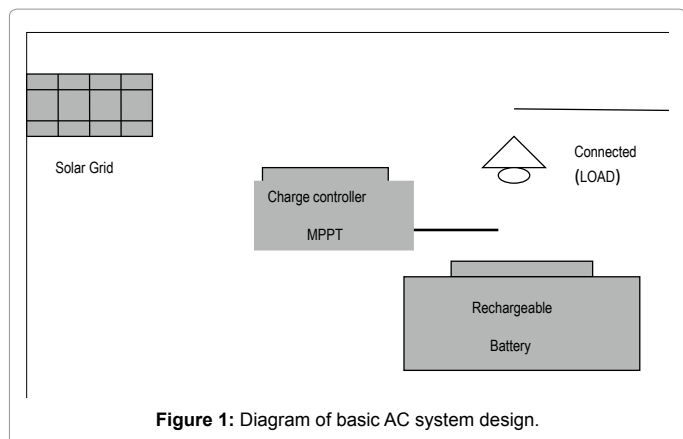 Solar Grid
Connected
(LOAD)
Charge controller
MPPT
Rechargeable
Battery
Figure 1: Diagram of basic AC system design.